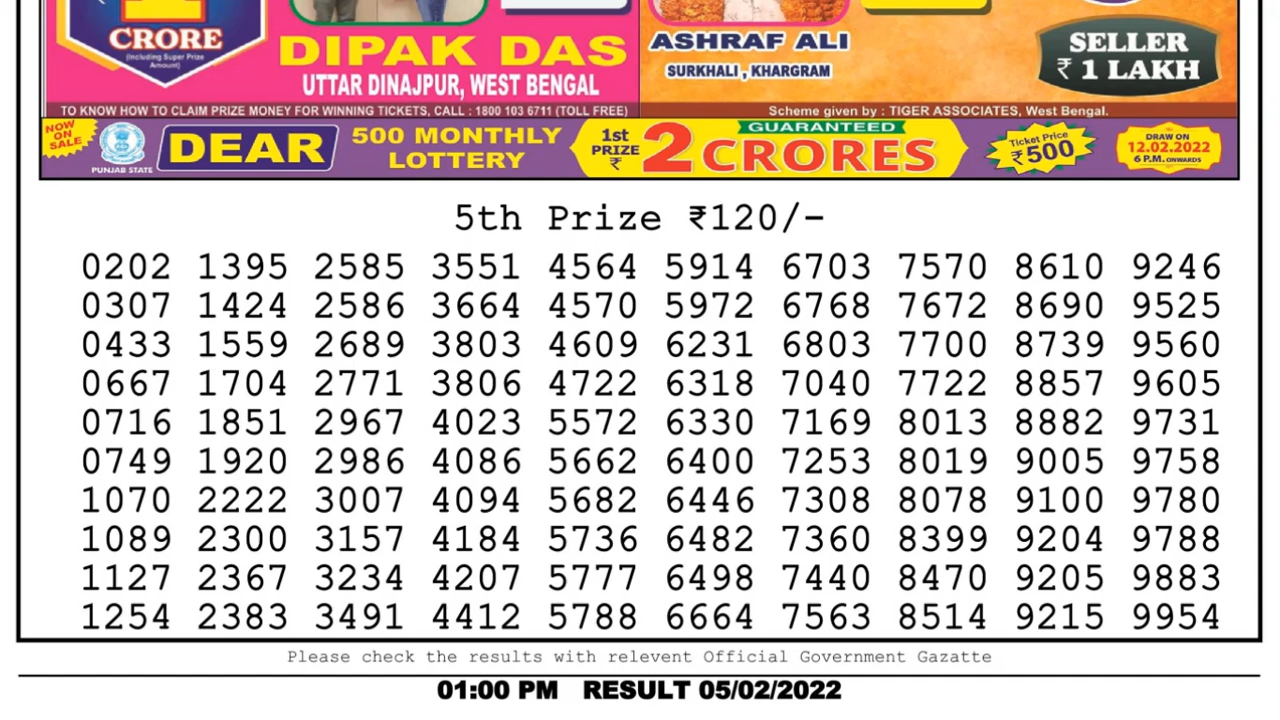 1
CRORE
(Including Super Prize
Amount)
DIPAK DAS
UTTAR DINAJPUR, WEST BENGAL
ASHRAF ALI
SURKHALI , KHARGRAM
SELLER
₹ 1 LAKH
TO KNOW HOW TO CLAIM PRIZE MONEY FOR WINNING TICKETS, CALL : 1800 103 6711 (TOLL FREE)
Scheme given by : TIGER ASSOCIATES, West Bengal.
NOW
ON
SALE
PUNJAB STATE
DEAR
500 MONTHLY
LOTTERY
1st
PRIZE
₹
2 CRORES
GUARANTEED
Ticket Price
₹500
DRAW ON
12.02.2022
6 P.M. ONWARDS
5th Prize ₹120/-
0202 1395 2585 3551 4564 5914 6703 7570 8610 9246
0307 1424 2586 3664 4570 5972 6768 7672 8690 9525
0433 1559 2689 3803 4609 6231 6803 7700 8739 9560
0667 1704 2771 3806 4722 6318 7040 7722 8857 9605
0716 1851 2967 4023 5572 6330 7169 8013 8882 9731
0749 1920 2986 4086 5662 6400 7253 8019 9005 9758
1070 2222 3007 4094 5682 6446 7308 8078 9100 9780
1089 2300 3157 4184 5736 6482 7360 8399 9204 9788
1127 2367 3234 4207 5777 6498 7440 8470 9205 9883
1254 2383 3491 4412 5788 6664 7563 8514 9215 9954
Please check the results with relevent Official Government Gazatte
01:00 PM RESULT 05/02/2022